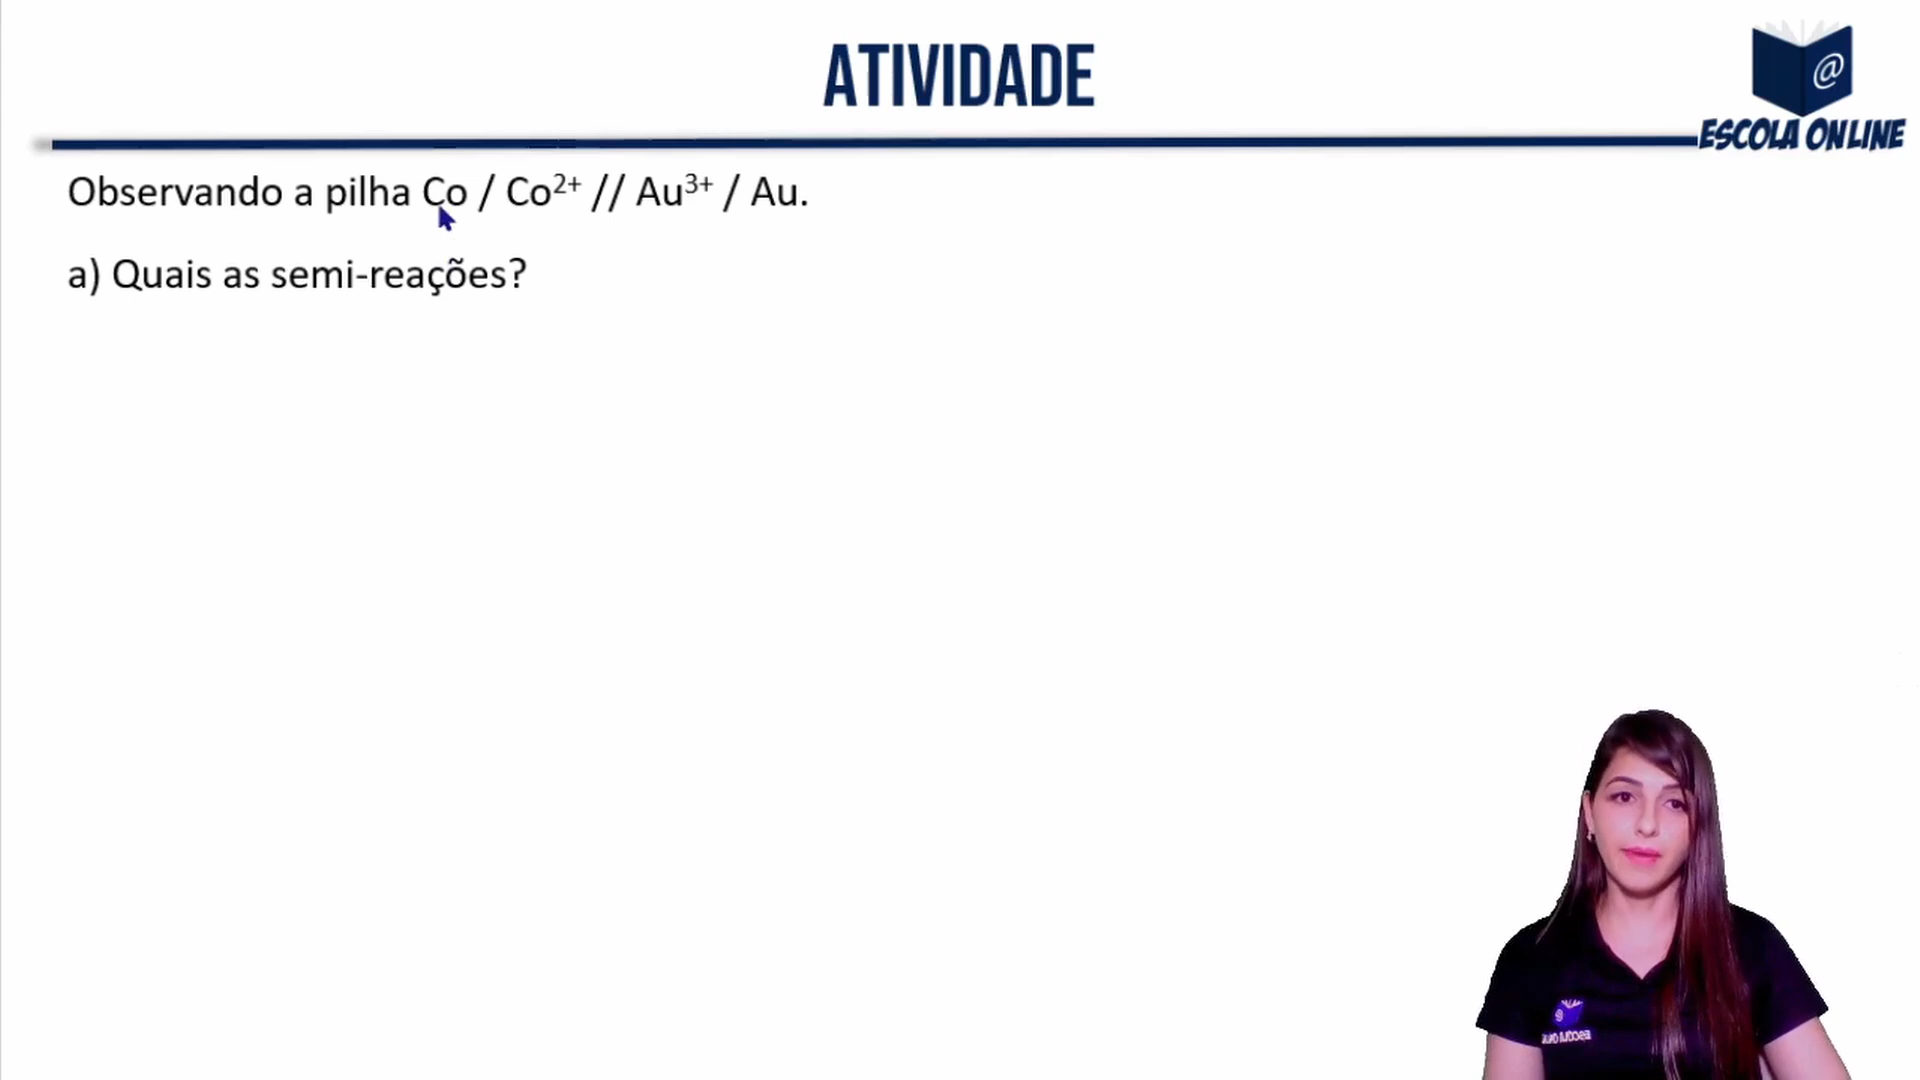 ATIVIDADE
@
ESCOLA ONLINE
Observando a pilha Co / Co²⁺ // Au³⁺ / Au.
a) Quais as semi-reações?